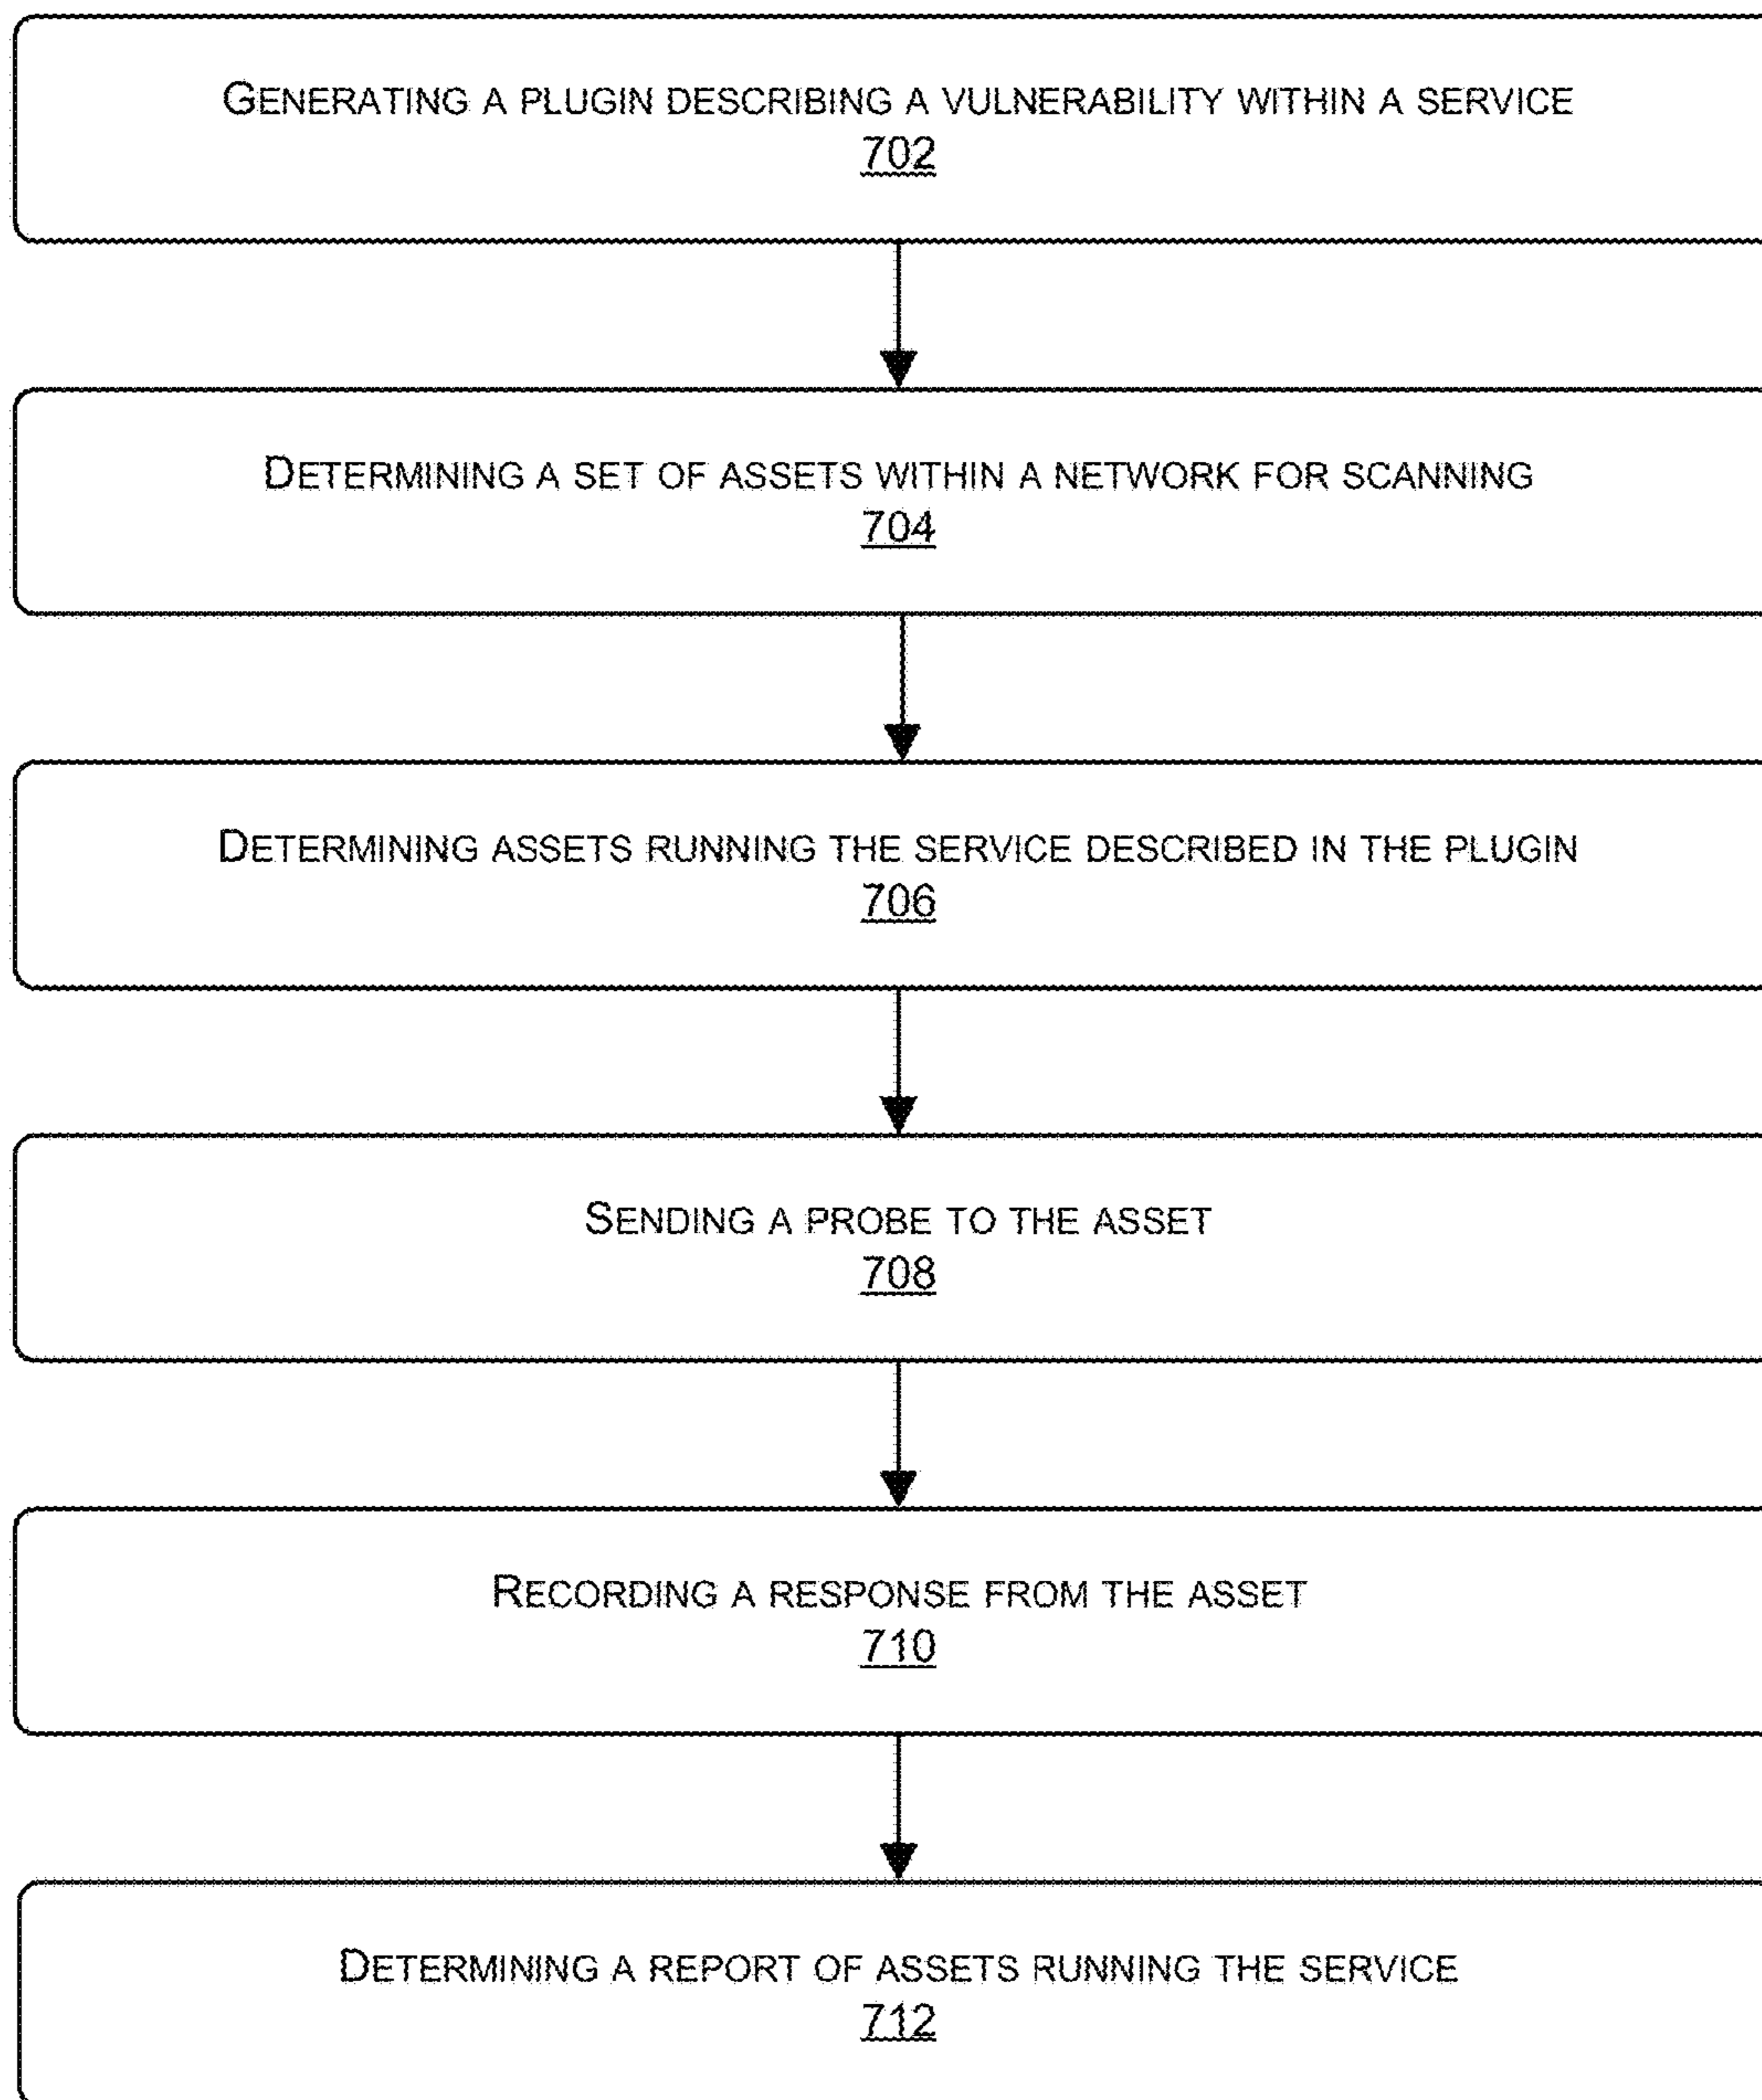 GENERATING A PLUGIN DESCRIBING A VULNERABILITY WITHIN A SERVICE
702
DETERMINING A SET OF ASSETS WITHIN A NETWORK FOR SCANNING
704
DETERMINING ASSETS RUNNING THE SERVICE DESCRIBED IN THE PLUGIN
706
SENDING A PROBE TO THE ASSET
708
RECORDING A RESPONSE FROM THE ASSET
710
DETERMINING A REPORT OF ASSETS RUNNING THE SERVICE
712